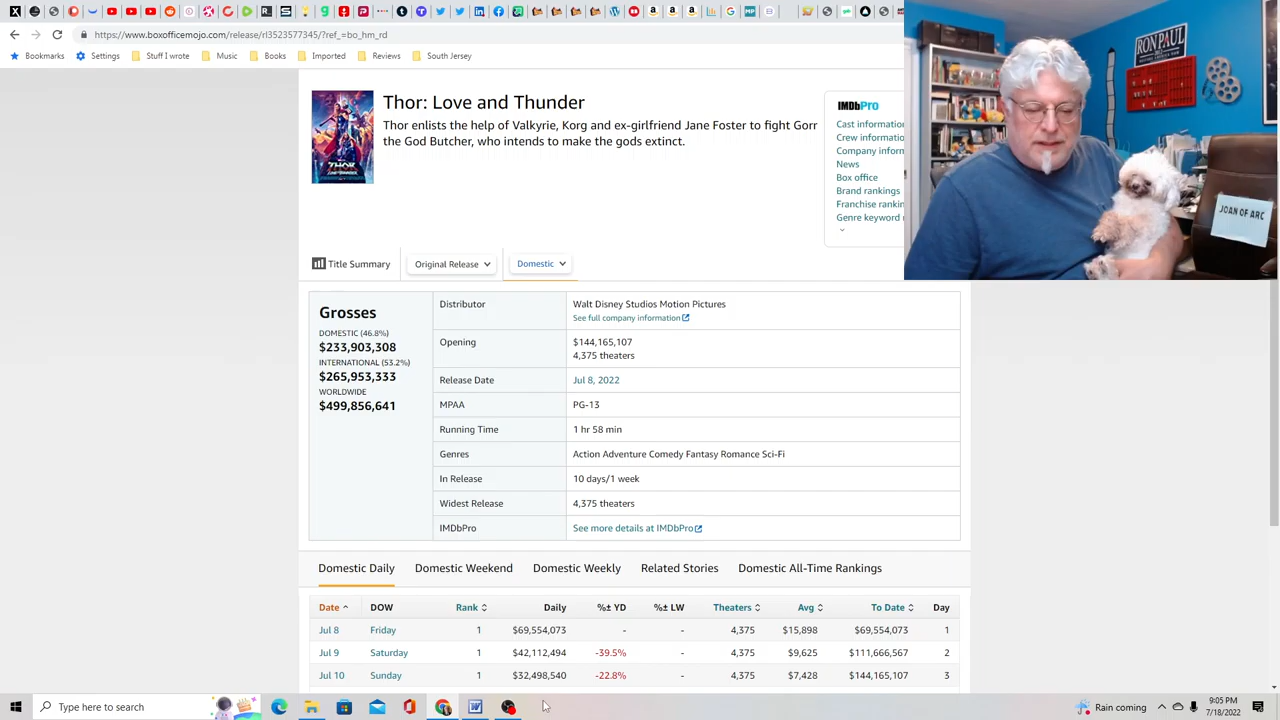 https://www.boxofficemojo.com/release/rl3523577345/?ref_=bo_hm_rd
Bookmarks Settings Stuff I wrote Music Books Imported Reviews South Jersey
Thor: Love and Thunder
Thor enlists the help of Valkyrie, Korg and ex-girlfriend Jane Foster to fight Gorr
the God Butcher, who intends to make the gods extinct.
IMDbPro
Cast information
Crew informatio
Company inforn
News
Box office
Brand rankings
Franchise rankin
Genre keyword r
RON PAUL
JOAN OF ARC
Title Summary Original Release Domestic
Grosses
DOMESTIC (46.8%)
$233,903,308
INTERNATIONAL (53.2%)
$265,953,333
WORLDWIDE
$499,856,641
Distributor Walt Disney Studios Motion Pictures
See full company information
Opening $144,165,107
4,375 theaters
Release Date Jul 8, 2022
MPAA PG-13
Running Time 1 hr 58 min
Genres Action Adventure Comedy Fantasy Romance Sci-Fi
In Release 10 days/1 week
Widest Release 4,375 theaters
IMDbPro See more details at IMDbPro
Domestic Daily Domestic Weekend Domestic Weekly Related Stories Domestic All-Time Rankings
Date DOW Rank Daily %± YD %± LW Theaters Avg To Date Day
Jul 8 Friday 1 $69,554,073 - - 4,375 $15,898 $69,554,073 1
Jul 9 Saturday 1 $42,112,494 -39.5% - 4,375 $9,625 $111,666,567 2
Jul 10 Sunday 1 $32,498,540 -22.8% - 4,375 $7,428 $144,165,107 3
Type here to search
Rain coming
9:05 PM
7/18/2022